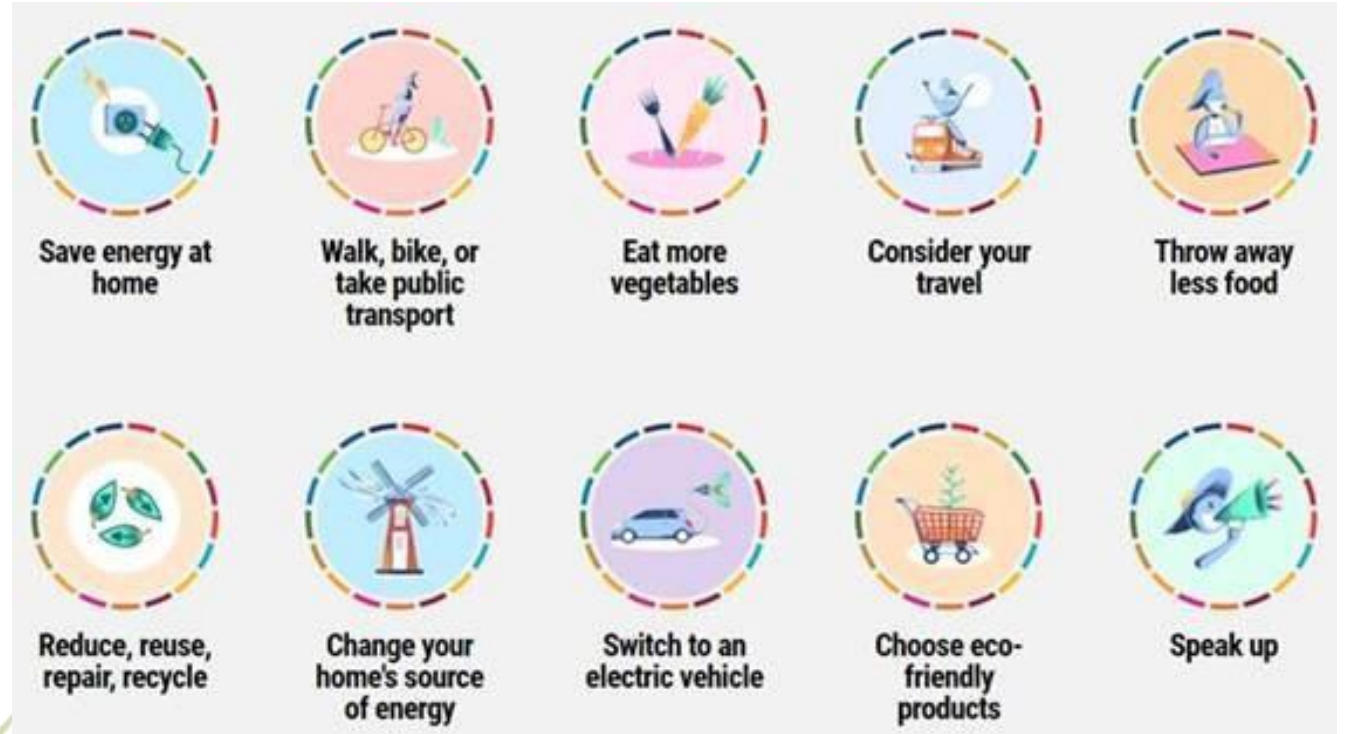 Save energy at
home
Walk, bike, or
take public
transport
Eat more
vegetables
Consider your
travel
Throw away
less food
Reduce, reuse,
repair, recycle
Change your
home's source
of energy
Switch to an
electric vehicle
Choose eco-
friendly
products
Speak up